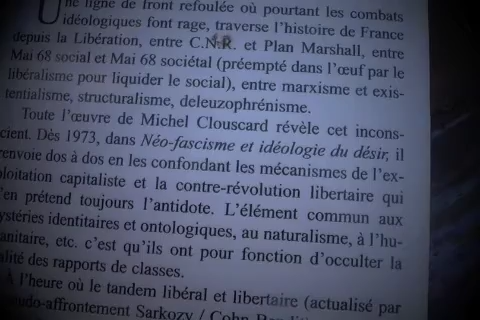 Une ligne de front refoulée où pourtant les combats
idéologiques font rage, traverse l'histoire de France
depuis la Libération, entre C.N.R. et Plan Marshall, entre
Mai 68 social et Mai 68 sociétal (préempté dans l'œuf par le
libéralisme pour liquider le social), entre marxisme et exis-
tentialisme, structuralisme, deleuzophrénisme.
Toute l'œuvre de Michel Clouscard révèle cet incons-
cient. Dès 1973, dans Néo-fascisme et idéologie du désir, il
renvoie dos à dos en les confondant les mécanismes de l'ex-
ploitation capitaliste et la contre-révolution libertaire qui
s'en prétend toujours l'antidote. L'élément commun aux
mystéries identitaires et ontologiques, au naturalisme, à l'hu-
manitaire, etc. c'est qu'ils ont pour fonction d'occulter la
réalité des rapports de classes.
À l'heure où le tandem libéral et libertaire (actualisé par
pseudo-affrontement Sarkozy / Cohn